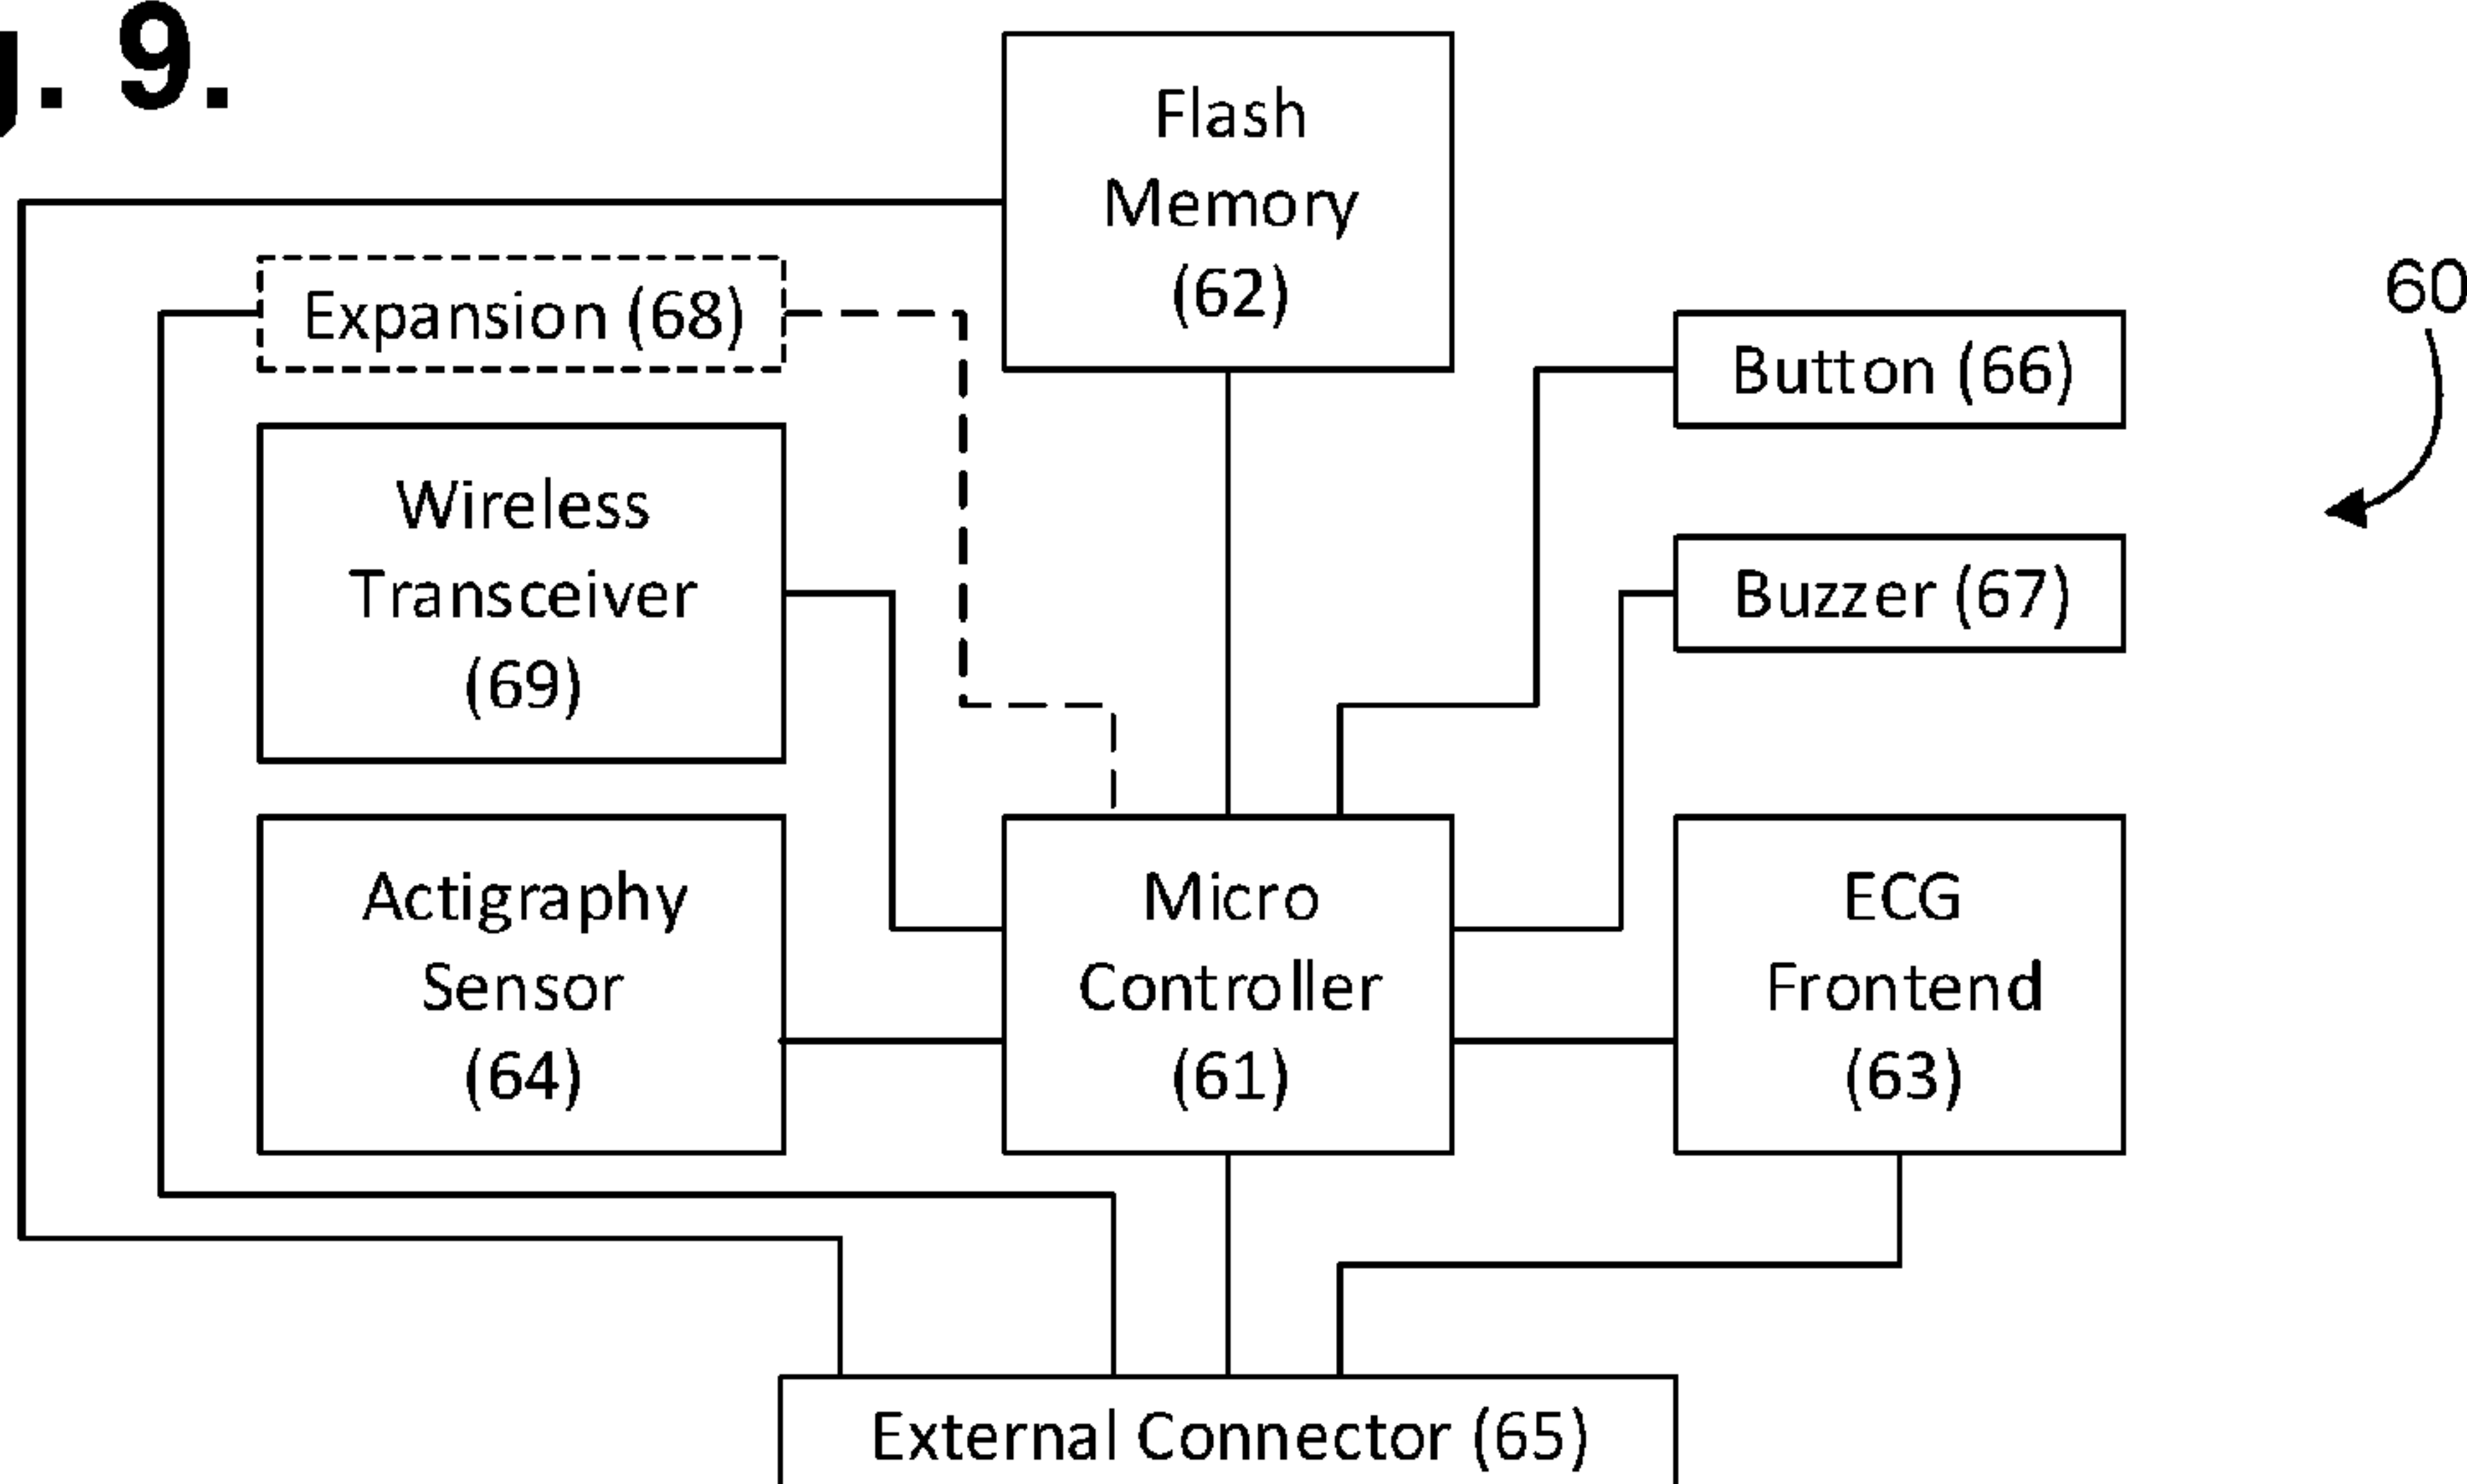 g. 9.
Flash
Memory
(62)
Expansion (68)
60
Button (66)
Wireless
Transceiver
(69)
Buzzer (67)
Actigraphy
Sensor
(64)
Micro
Controller
(61)
ECG
Frontend
(63)
External Connector (65)